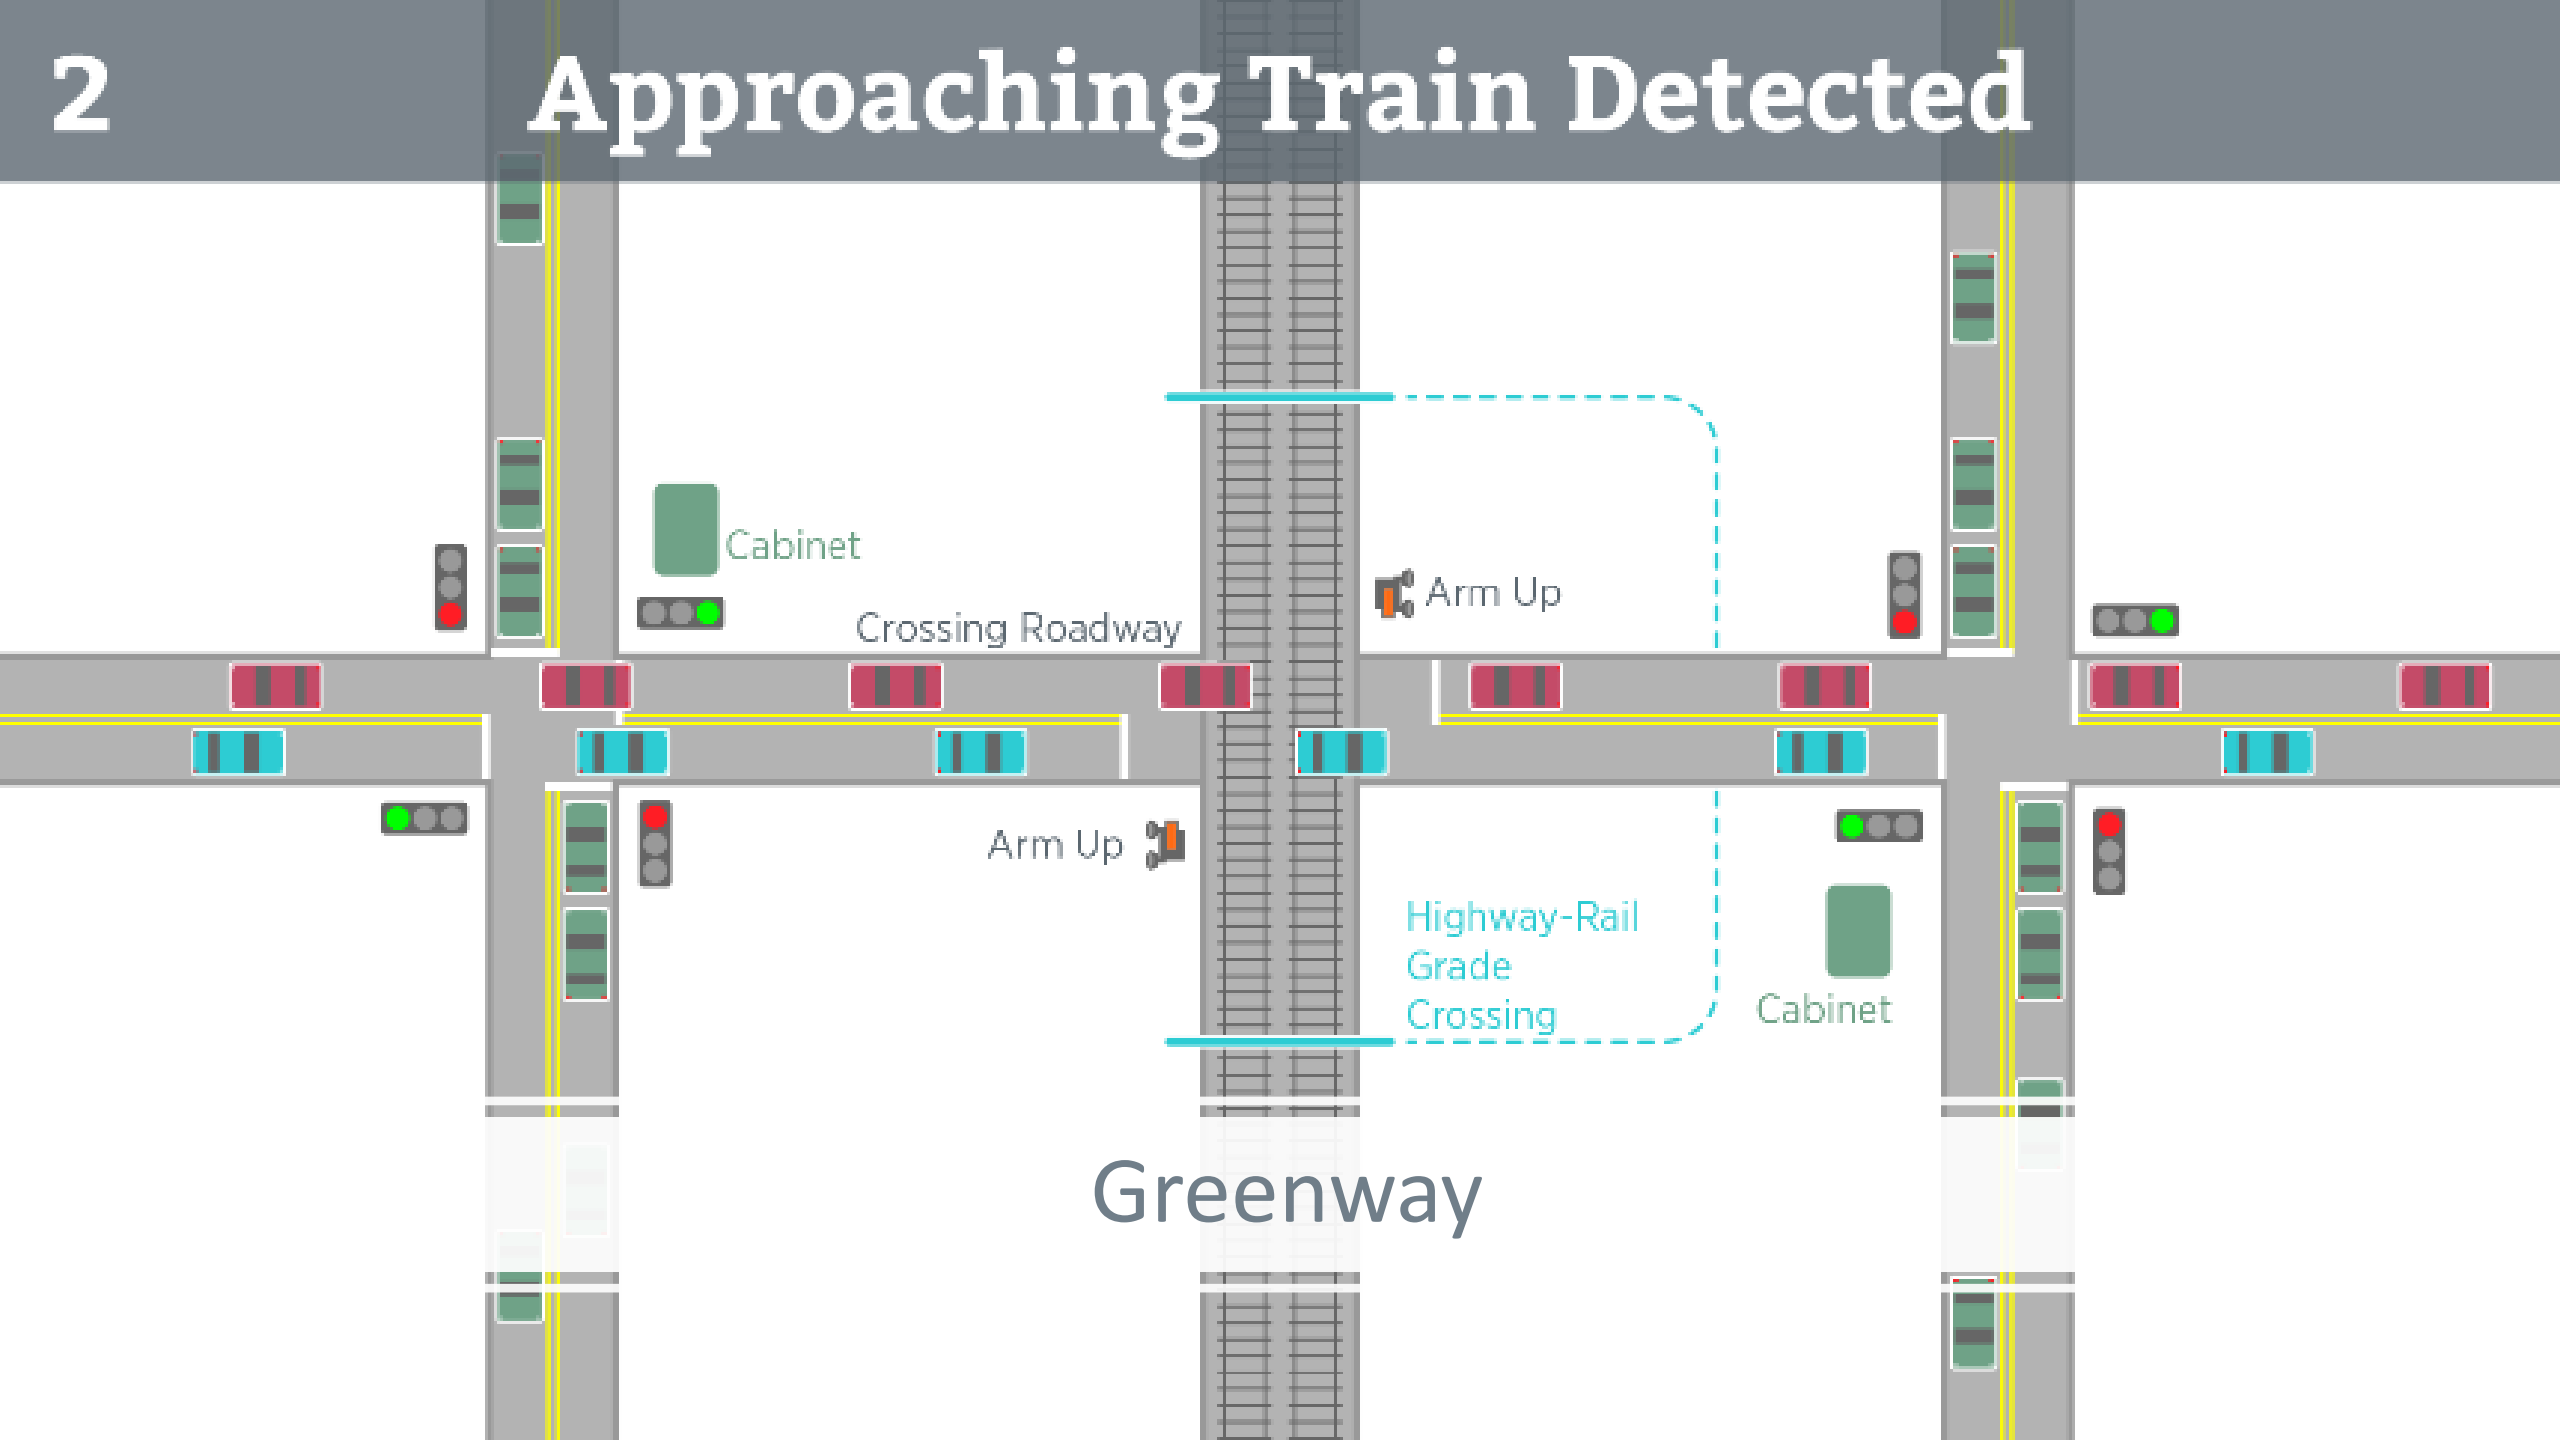 2
Approaching Train Detected
Cabinet
Arm Up
Crossing Roadway
Arm Up
Highway-Rail
Grade
Crossing
Cabinet
Greenway